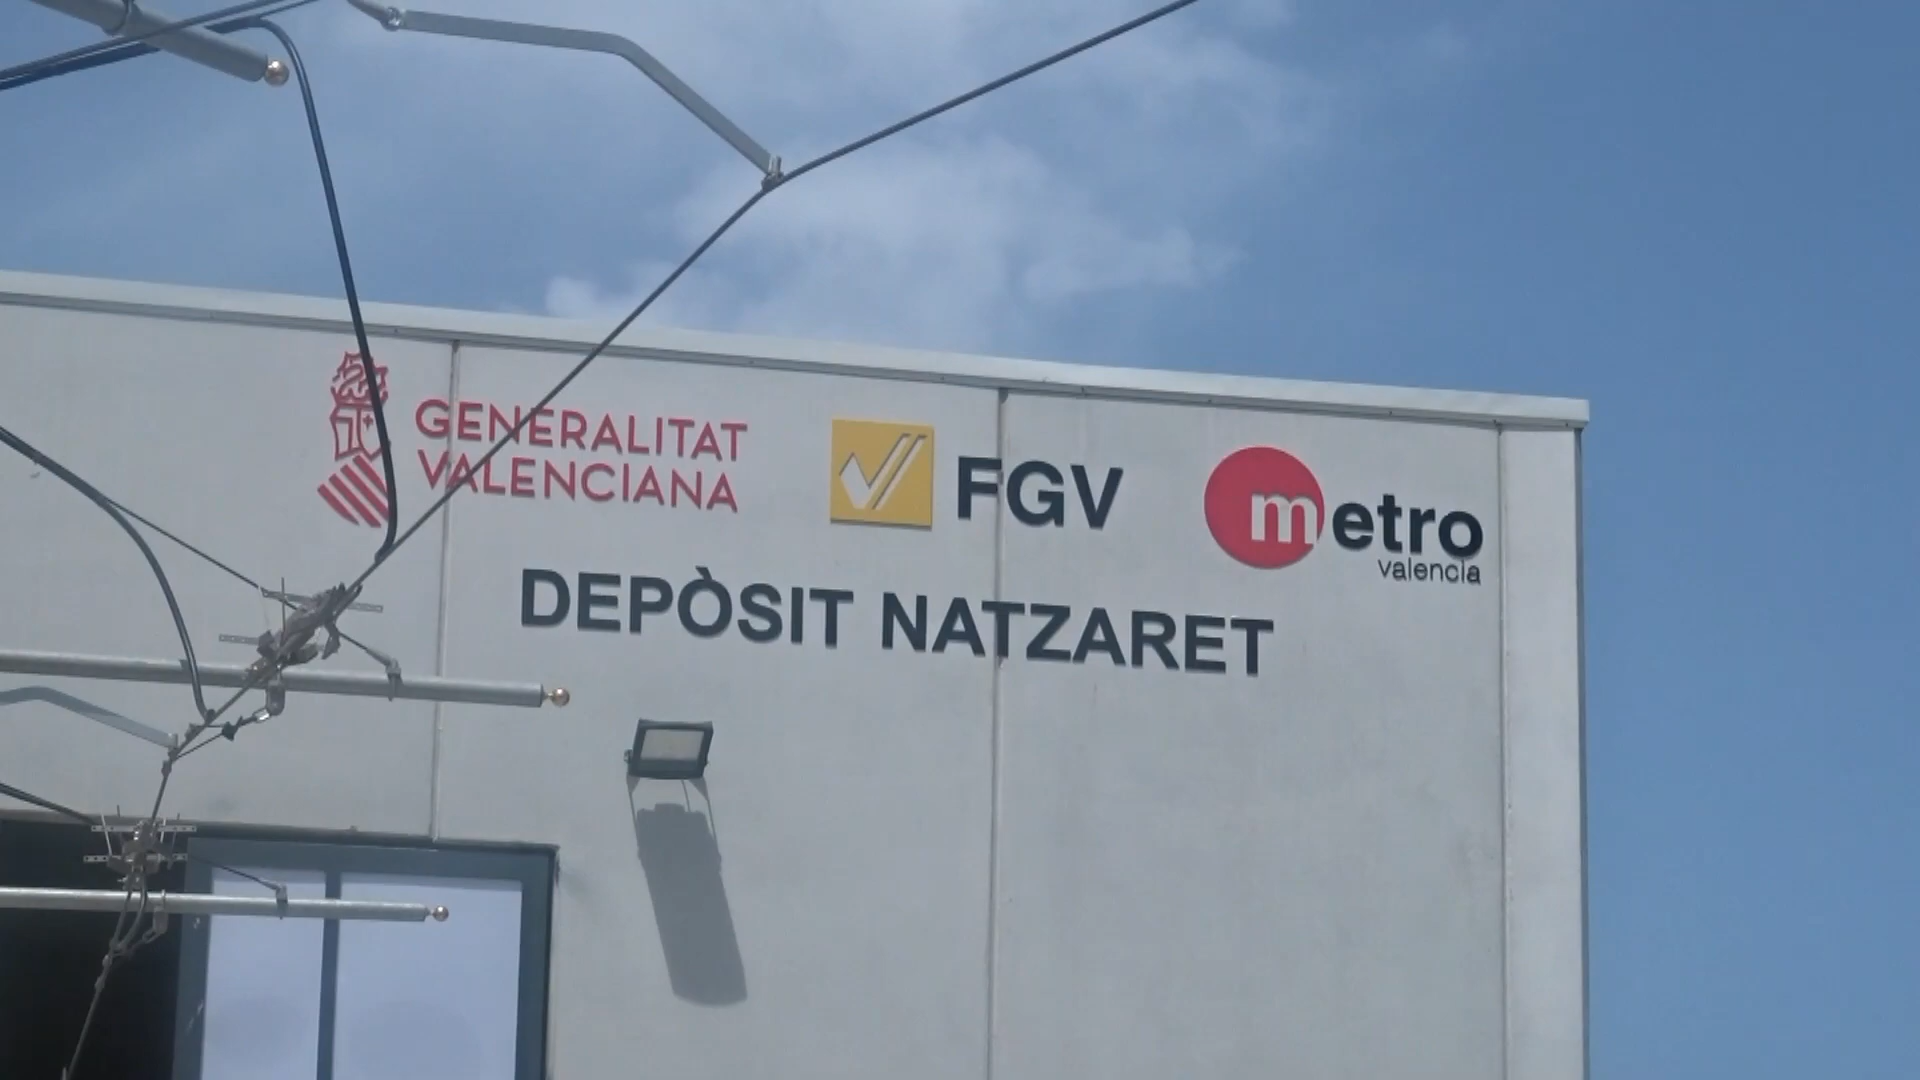 GENERALITAT
VALENCIANA
FGV
metro
valencia
DEPÒSIT NATZARET